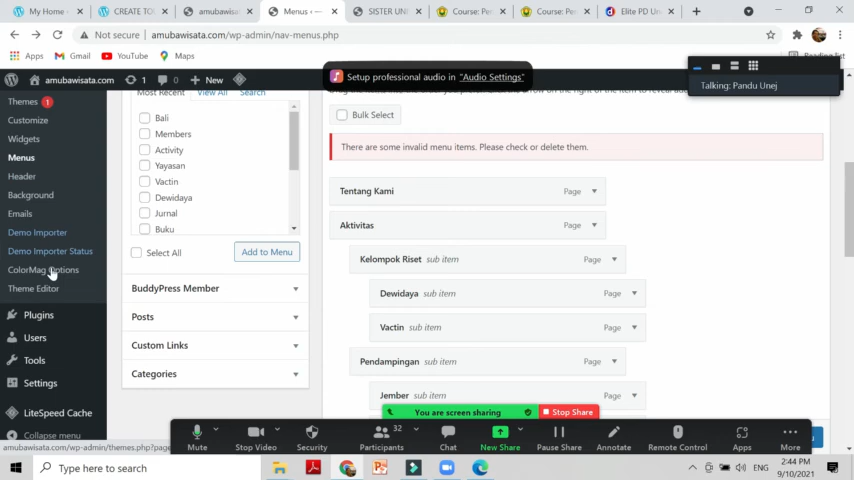 My Home ‹
CREATE TO
amubawisata
Menus ‹
SISTER UNE
Course: Pes
Course: Pen
Elite PD Un
amubawisata.com/wp-admin/nav-menus.php
Apps
Gmail
YouTube
Maps
Reading list
amubawisata.com
1
0
New
Setup professional audio in "Audio Settings"
Talking: Pandu Unej
Themes 1
Customize
Widgets
Menus
Header
Background
Emails
Demo Importer
Demo Importer Status
ColorMag Options
Theme Editor
Plugins
Users
Tools
Settings
LiteSpeed Cache
Collapse menu
amubawisata.com/wp-admin/themes.php?page
Most Recent
View All
Search
Bali
Members
Activity
Yayasan
Vactin
Dewidaya
Jurnal
Buku
Select All
Add to Menu
BuddyPress Member
Posts
Custom Links
Categories
Bulk Select
There are some invalid menu items. Please check or delete them.
Tentang Kami
Page
Aktivitas
Page
Kelompok Riset sub item
Page
Dewidaya sub item
Page
Vactin sub item
Page
Pendampingan sub item
Page
Jember sub item
Page
You are screen sharing
Stop Share
Mute
Stop Video
Security
32
Participants
Chat
New Share
Pause Share
Annotate
Remote Control
Apps
More
Type here to search
ENG
2:44 PM
9/10/2021